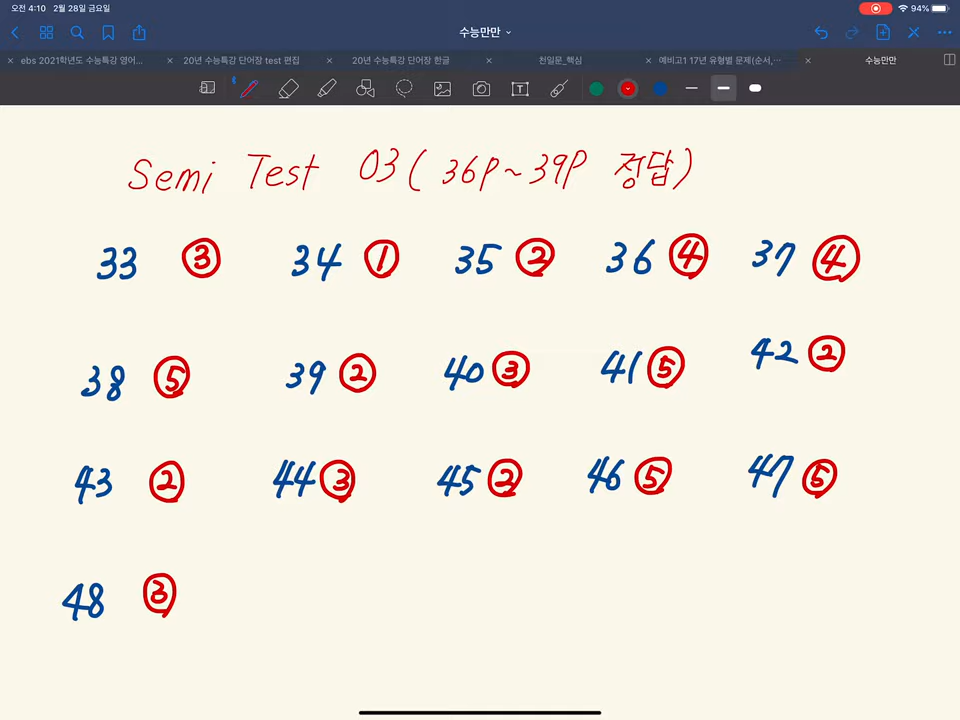 오전 4:10 2월 28일 금요일 94%
수능만만
ebs 2021학년도 수능특강 영어... 20년 수능특강 단어장 test 편집 20년 수능특강 단어장 한글 천일문_핵심 예비고1 17년 유형별 문제(순서,... 수능만만
Semi Test 03 (36P~39P 정답)
33 ③ 34 ① 35 ② 36 ④ 37 ④
38 ⑤ 39 ② 40 ③ 41 ⑤ 42 ②
43 ② 44 ③ 45 ② 46 ⑤ 47 ⑤
48 ③